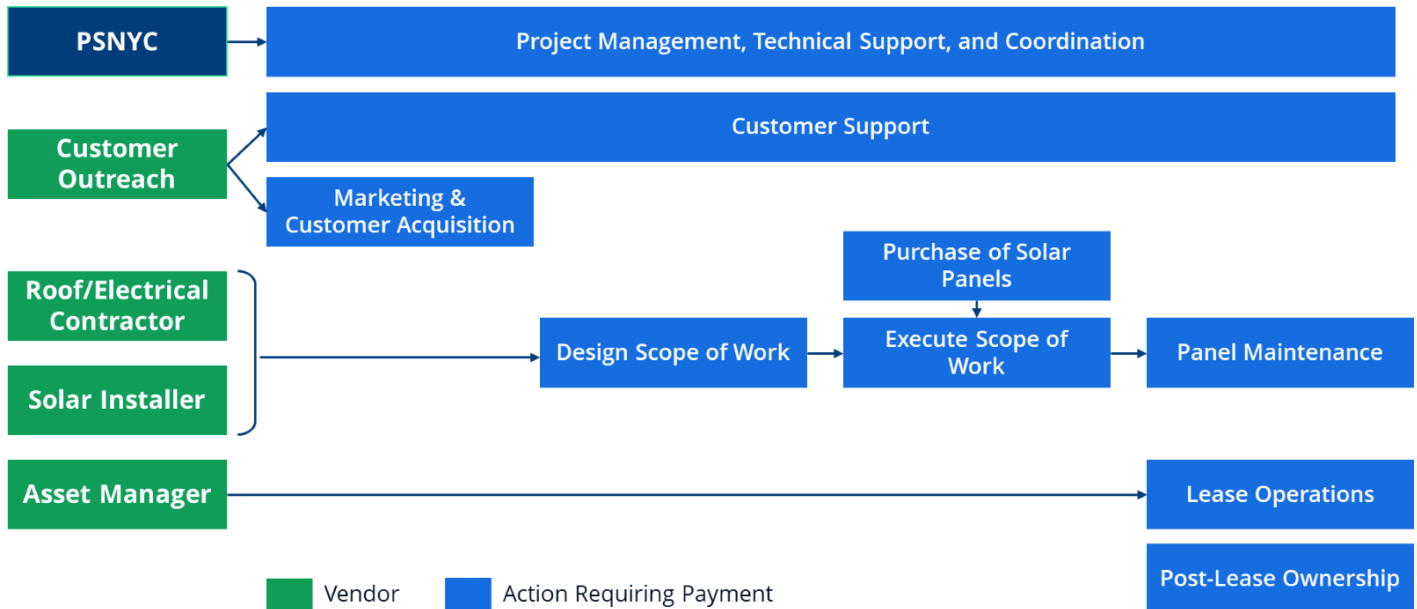 PSNYC
Project Management, Technical Support, and Coordination
Customer Support
Customer
Outreach
Marketing &
Customer Acquisition
Purchase of Solar
Panels
Roof/Electrical
Contractor
Design Scope of Work
Execute Scope of
Work
Panel Maintenance
Solar Installer
Asset Manager
Lease Operations
Post-Lease Ownership
Vendor
Action Requiring Payment